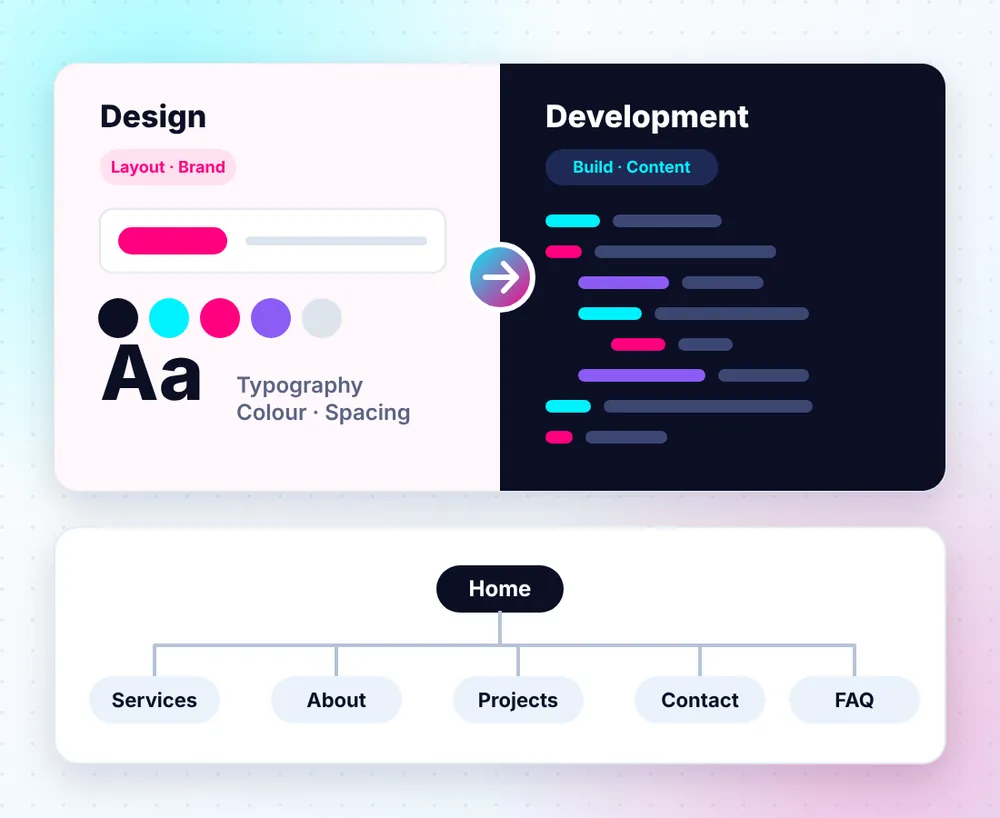 Design
Layout · Brand
Aa
Typography
Colour · Spacing
Development
Build · Content
Home
Services
About
Projects
Contact
FAQ